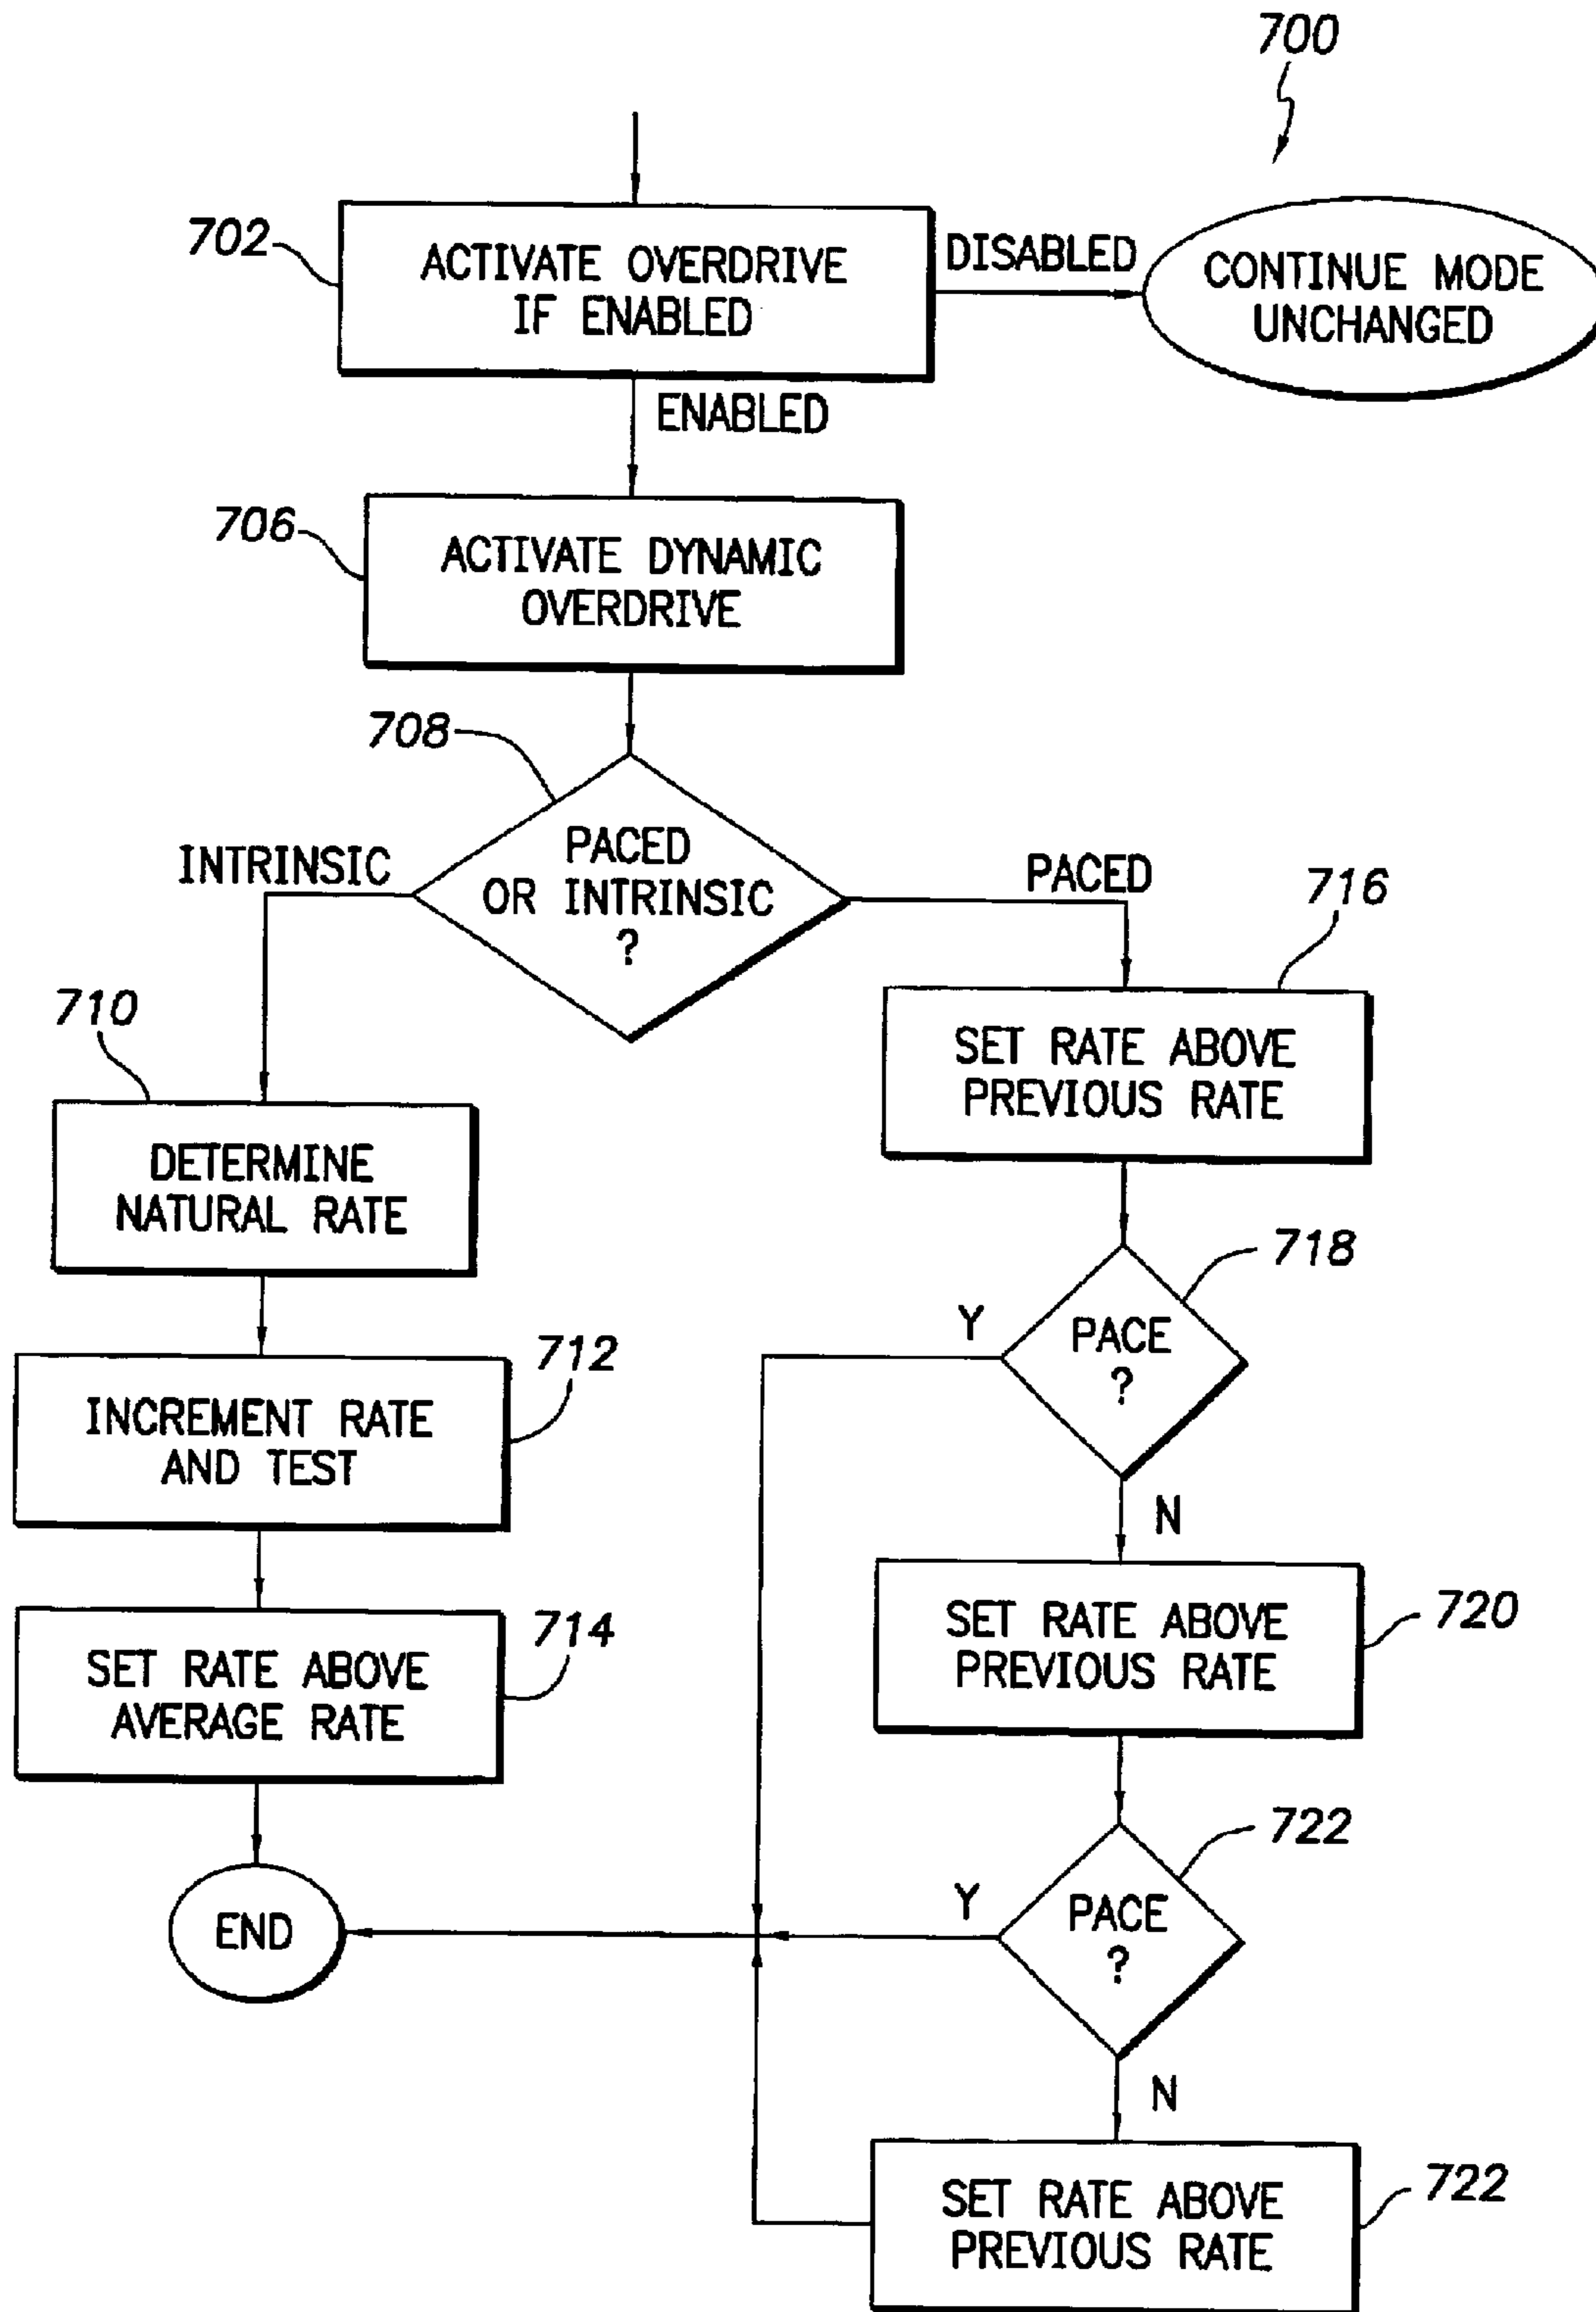 700
702
ACTIVATE OVERDRIVE
IF ENABLED
DISABLED
CONTINUE MODE
UNCHANGED
ENABLED
706
ACTIVATE DYNAMIC
OVERDRIVE
708
PACED
OR INTRINSIC
?
INTRINSIC
PACED
716
SET RATE ABOVE
PREVIOUS RATE
710
DETERMINE
NATURAL RATE
718
PACE
?
Y
N
712
INCREMENT RATE
AND TEST
720
SET RATE ABOVE
PREVIOUS RATE
714
SET RATE ABOVE
AVERAGE RATE
722
PACE
?
Y
N
END
722
SET RATE ABOVE
PREVIOUS RATE